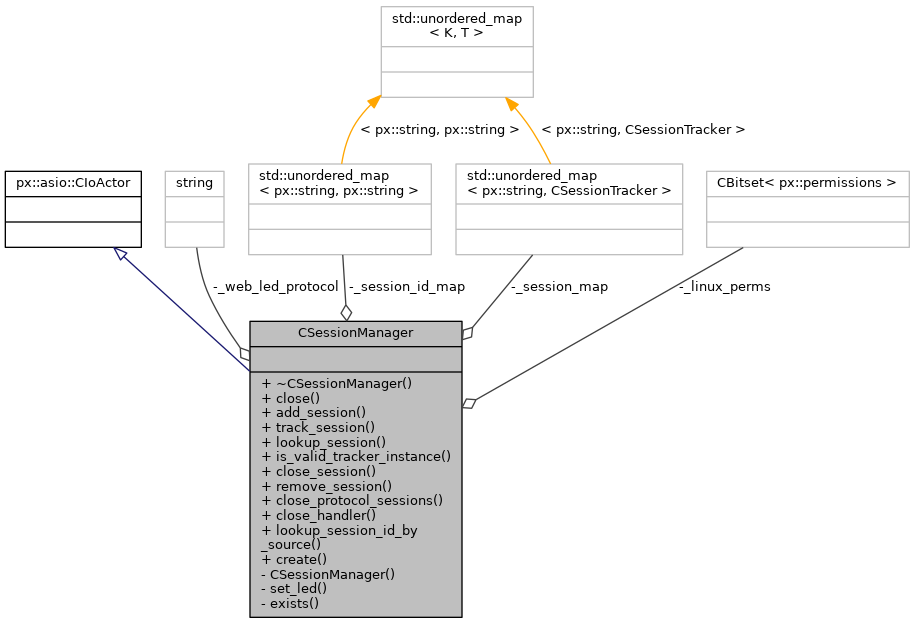 std::unordered_map
< K, T >
< px::string, px::string >
< px::string, CSessionTracker >
px::asio::CIoActor
string
std::unordered_map
< px::string, px::string >
std::unordered_map
< px::string, CSessionTracker >
CBitset< px::permissions >
-_web_led_protocol
-_session_id_map
-_session_map
-_linux_perms
CSessionManager
+ ~CSessionManager()
+ close()
+ add_session()
+ track_session()
+ lookup_session()
+ is_valid_tracker_instance()
+ close_session()
+ remove_session()
+ close_protocol_sessions()
+ close_handler()
+ lookup_session_id_by
_source()
+ create()
- CSessionManager()
- set_led()
- exists()